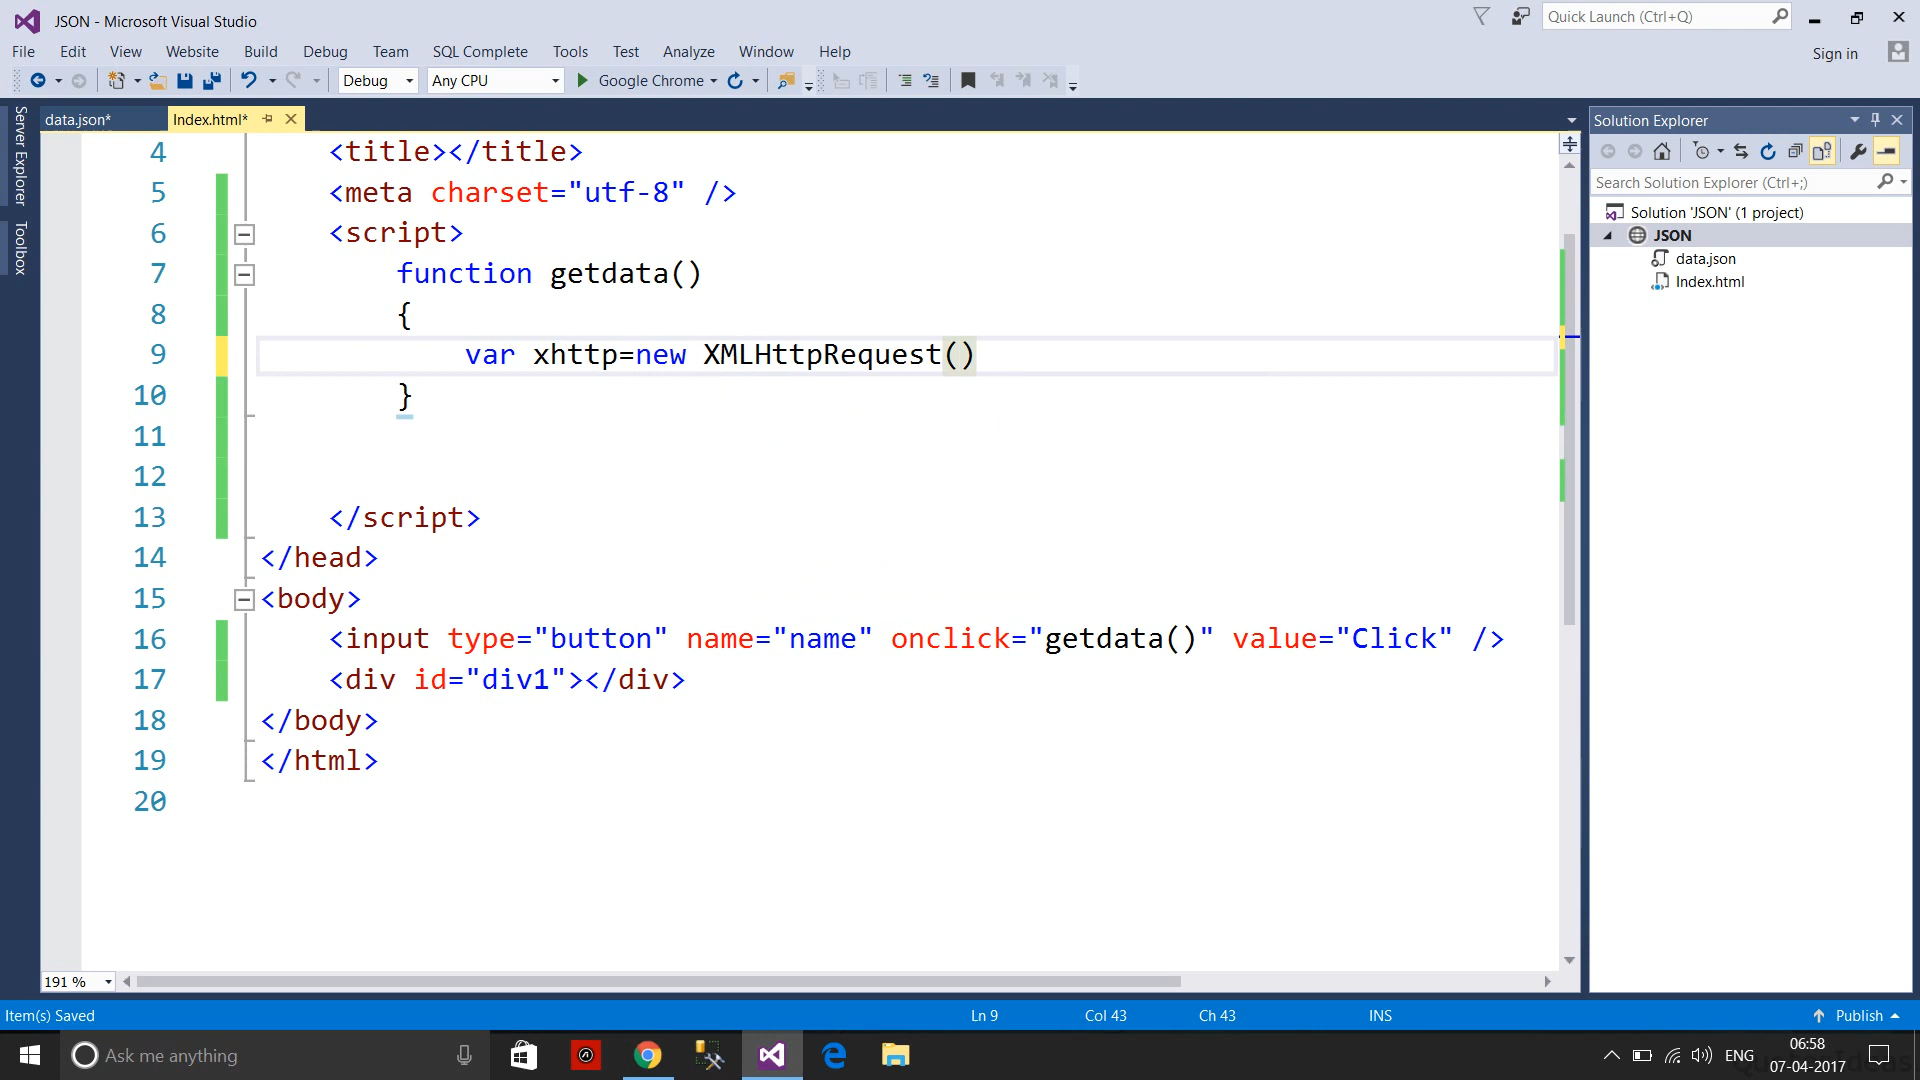 JSON - Microsoft Visual Studio
Quick Launch (Ctrl+Q)
File Edit View Website Build Debug Team SQL Complete Tools Test Analyze Window Help
Sign in
Debug Any CPU Google Chrome
Server Explorer
Toolbox
data.json* Index.html*
Solution Explorer
Search Solution Explorer (Ctrl+;)
Solution 'JSON' (1 project)
JSON
data.json
Index.html
4 <title></title>
5 <meta charset="utf-8" />
6 <script>
7 function getdata()
8 {
9 var xhttp=new XMLHttpRequest()
10 }
11
12
13 </script>
14 </head>
15 <body>
16 <input type="button" name="name" onclick="getdata()" value="Click" />
17 <div id="div1"></div>
18 </body>
19 </html>
20
191 %
Item(s) Saved Ln 9 Col 43 Ch 43 INS Publish
Ask me anything
ENG
06:58
07-04-2017